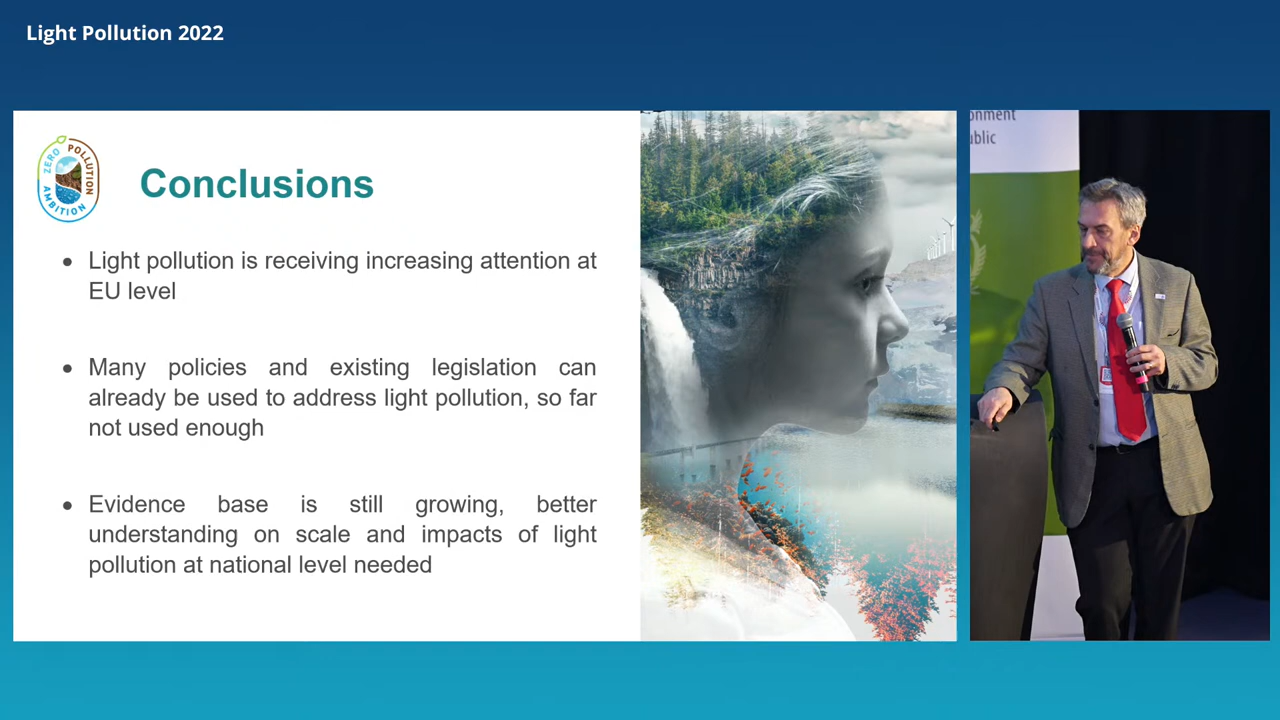 Light Pollution 2022
ZERO POLLUTION AMBITION
Conclusions
• Light pollution is receiving increasing attention at
EU level
• Many policies and existing legislation can
already be used to address light pollution, so far
not used enough
• Evidence base is still growing, better
understanding on scale and impacts of light
pollution at national level needed
onment
ublic